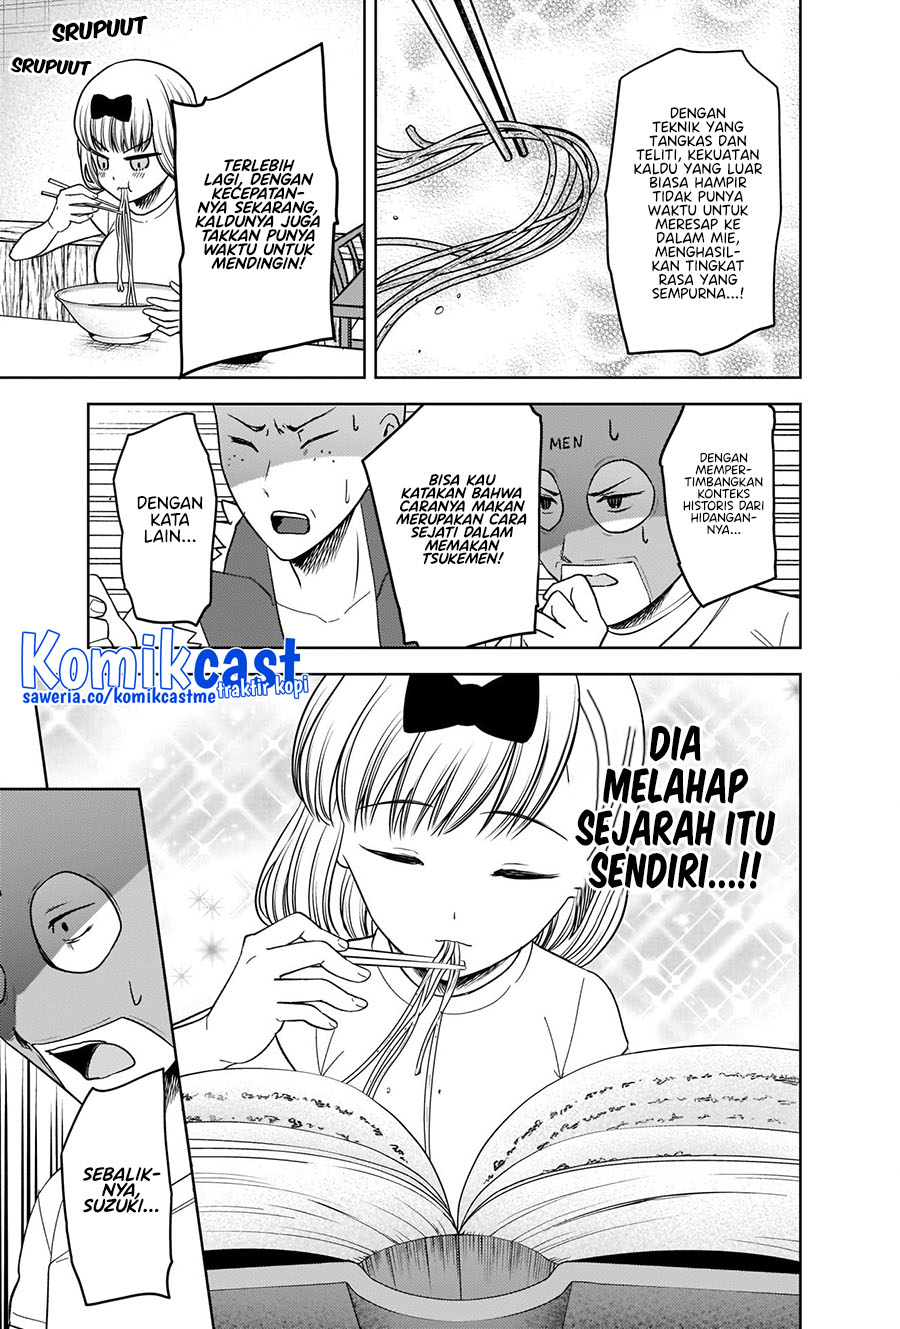 DENGAN
TEKNIK YANG
TANGKAS DAN
TELITI, KEKUATAN
KALDU YANG LUAR
BIASA HAMPIR
TIDAK PUNYA
WAKTU UNTUK
MERESAP KE
DALAM MIE,
MENGHASIL-
KAN TINGKAT
RASA YANG
SEMPURNA...!
SRUPUUT
SRUPUUT
TERLEBIH
LAGI, DENGAN
KECEPATAN-
NYA SEKARANG,
KALDUNYA JUGA
TAKKAN PUNYA
WAKTU UNTUK
MENDINGIN!
MEN
DENGAN
MEMPER-
TIMBANGKAN
KONTEKS
HISTORIS DARI
HIDANGAN-
NYA...
BISA KAU
KATAKAN BAHWA
CARANYA MAKAN
MERUPAKAN CARA
SEJATI DALAM
MEMAKAN
TSUKEMEN!
DENGAN
KATA
LAIN...
Komikcast
saweria.co/komikcastme
traktir kopi
DIA
MELAHAP
SEJARAH ITU
SENDIRI...!!
SEBALIK-
NYA,
SUZUKI...